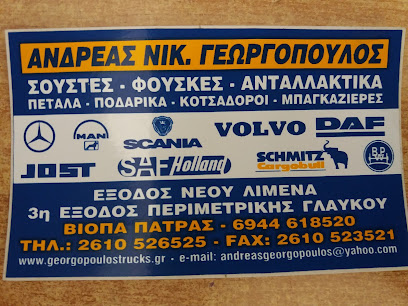 ΑΝΔΡΕΑΣ ΝΙΚ. ΓΕΩΡΓΟΠΟΥΛΟΣ
ΣΟΥΣΤΕΣ - ΦΟΥΣΚΕΣ - ΑΝΤΑΛΛΑΚΤΙΚΑ
ΠΕΤΑΛΑ - ΠΟΔΑΡΙΚΑ - ΚΟΤΣΑΔΟΡΟΙ - ΜΠΑΓΚΑΖΙΕΡΕΣ
MAN SCANIA VOLVO DAF
JOST SAF Holland SCHMITZ Cargobull BPW
ΕΞΟΔΟΣ ΝΕΟΥ ΛΙΜΕΝΑ
3η ΕΞΟΔΟΣ ΠΕΡΙΜΕΤΡΙΚΗΣ ΓΛΑΥΚΟΥ
ΒΙΟΠΑ ΠΑΤΡΑΣ - 6944 618520
ΤΗΛ.: 2610 526525 - FAX: 2610 523521
www.georgopoulostrucks.gr - e-mail: andreasgeorgopoulos@yahoo.com